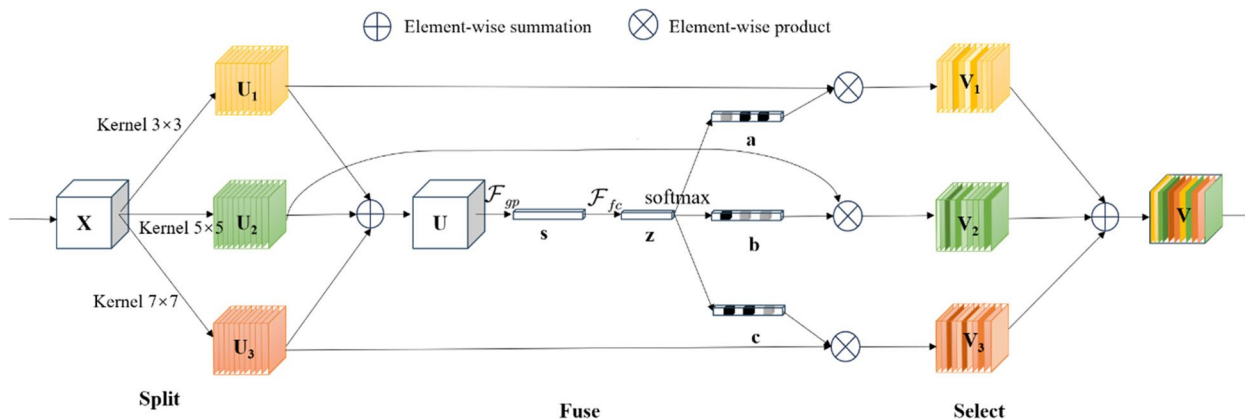 Element-wise summation
Element-wise product
U1
V1
Kernel 3×3
a
X
Kernel 5×5
U2
U
ℱgp
s
ℱfc
z
softmax
b
V2
V
Kernel 7×7
U3
c
V3
Split
Fuse
Select